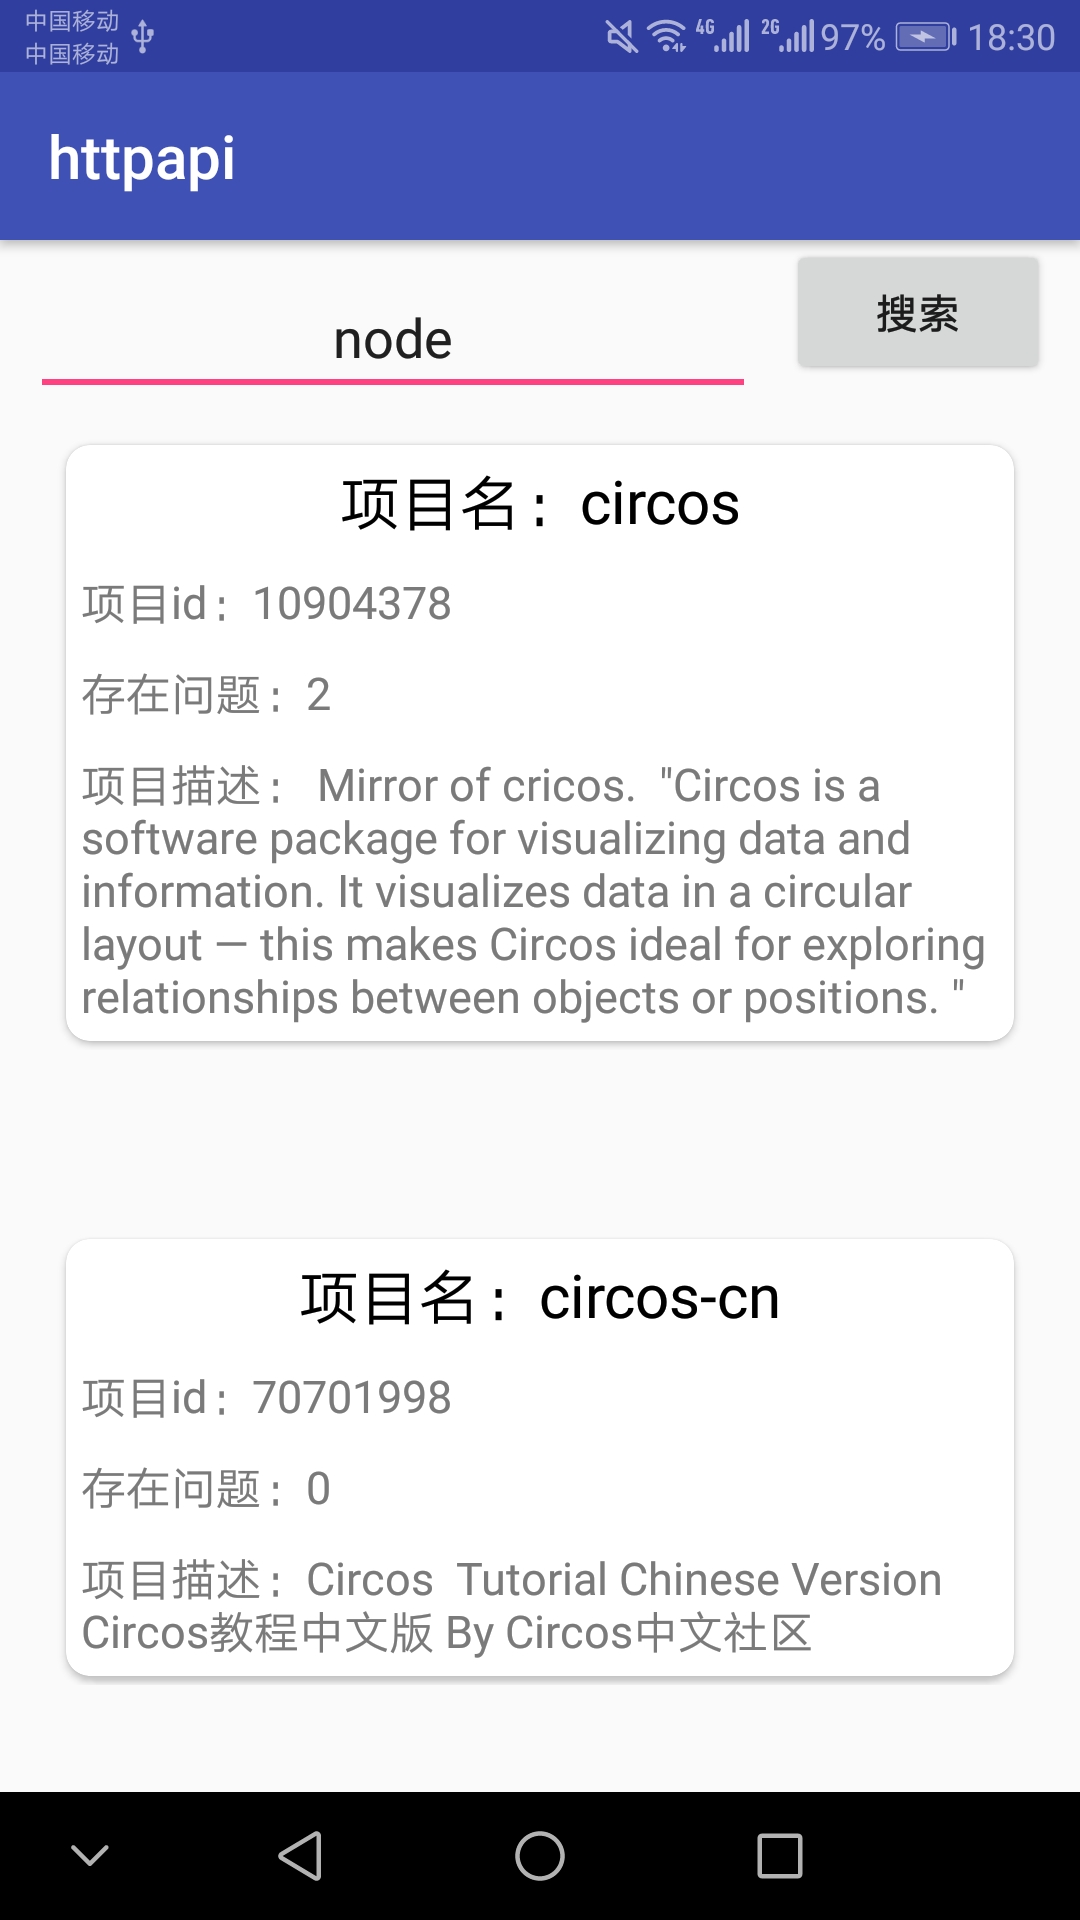 中国移动
中国移动
4G 2G 97% 18:30
httpapi
node
搜索
项目名：circos
项目id：10904378
存在问题：2
项目描述： Mirror of cricos.  "Circos is a
software package for visualizing data and
information. It visualizes data in a circular
layout — this makes Circos ideal for exploring
relationships between objects or positions. "
项目名：circos-cn
项目id：70701998
存在问题：0
项目描述：Circos  Tutorial Chinese Version
Circos教程中文版 By Circos中文社区